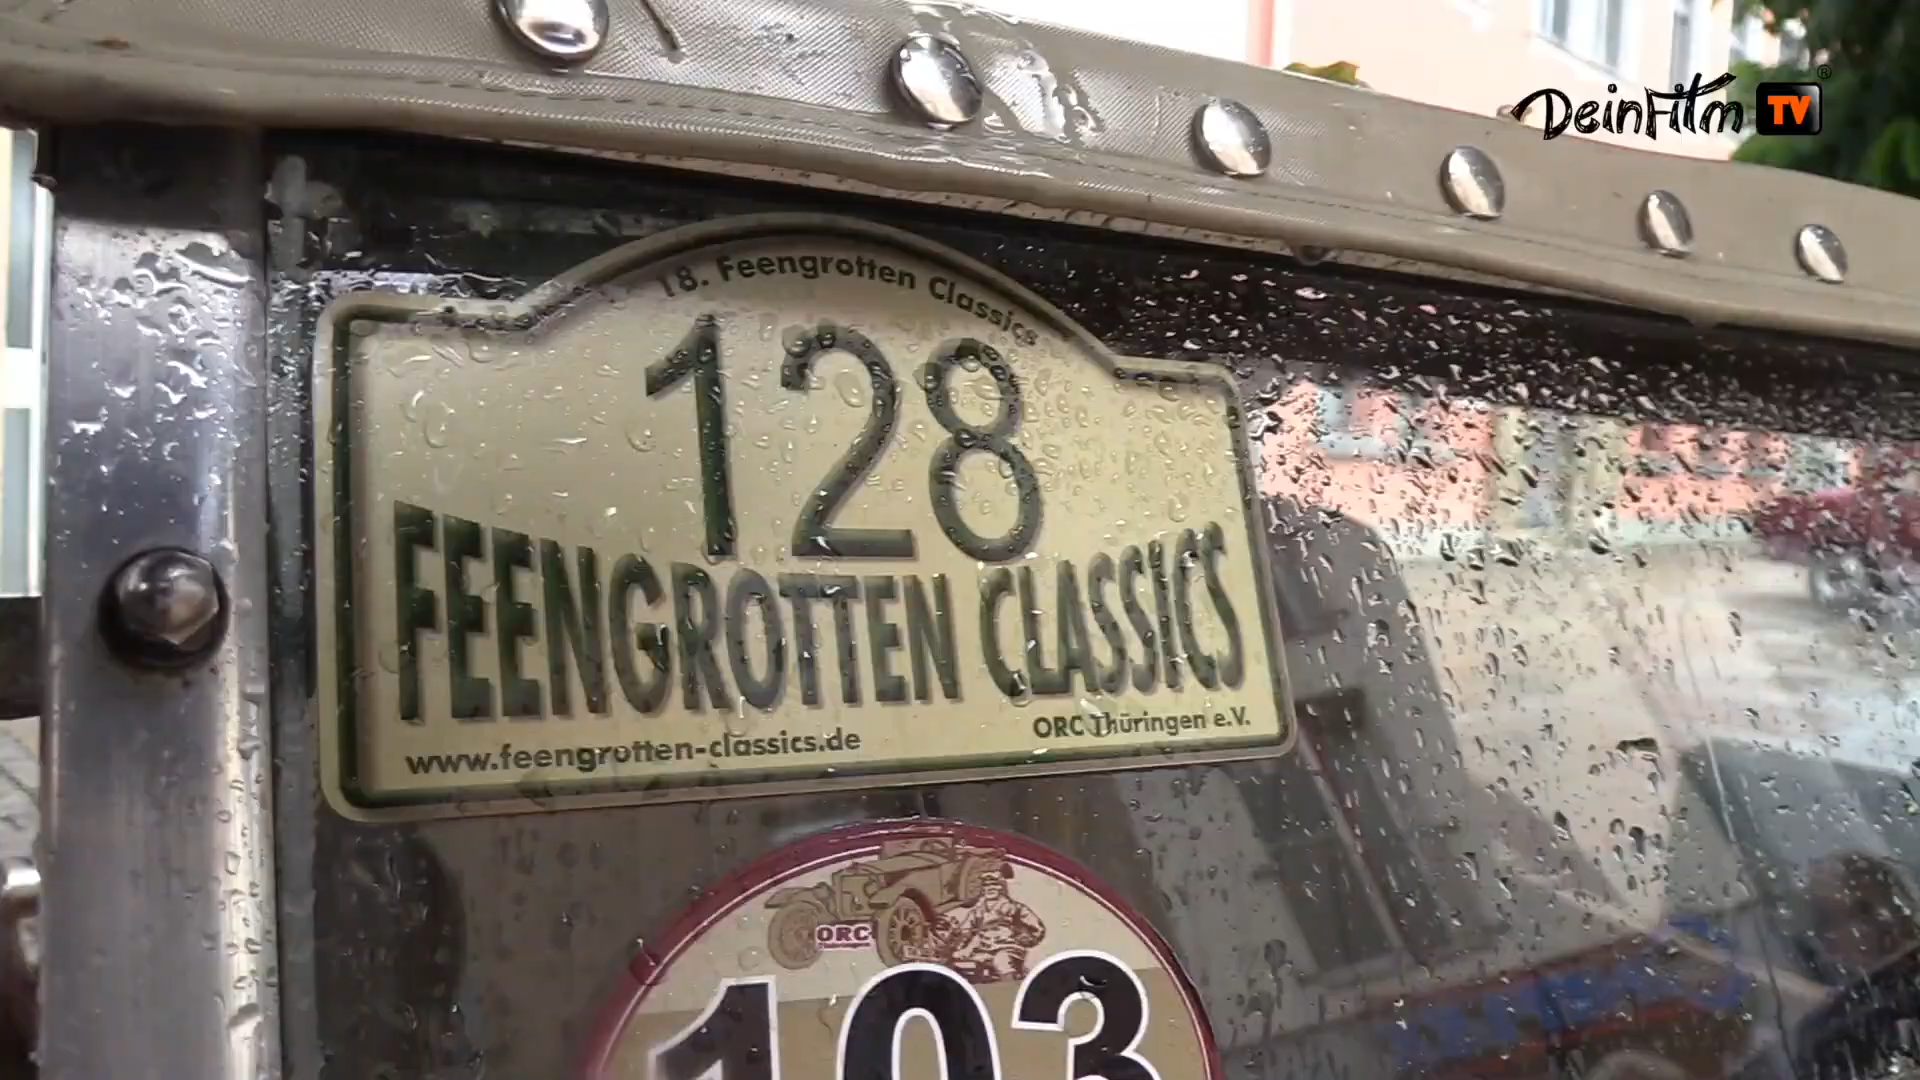 DeinFilm TV ®
18. Feengrotten Classics
128
FEENGROTTEN CLASSICS
www.feengrotten-classics.de
ORC Thüringen e.V.
ORC
103